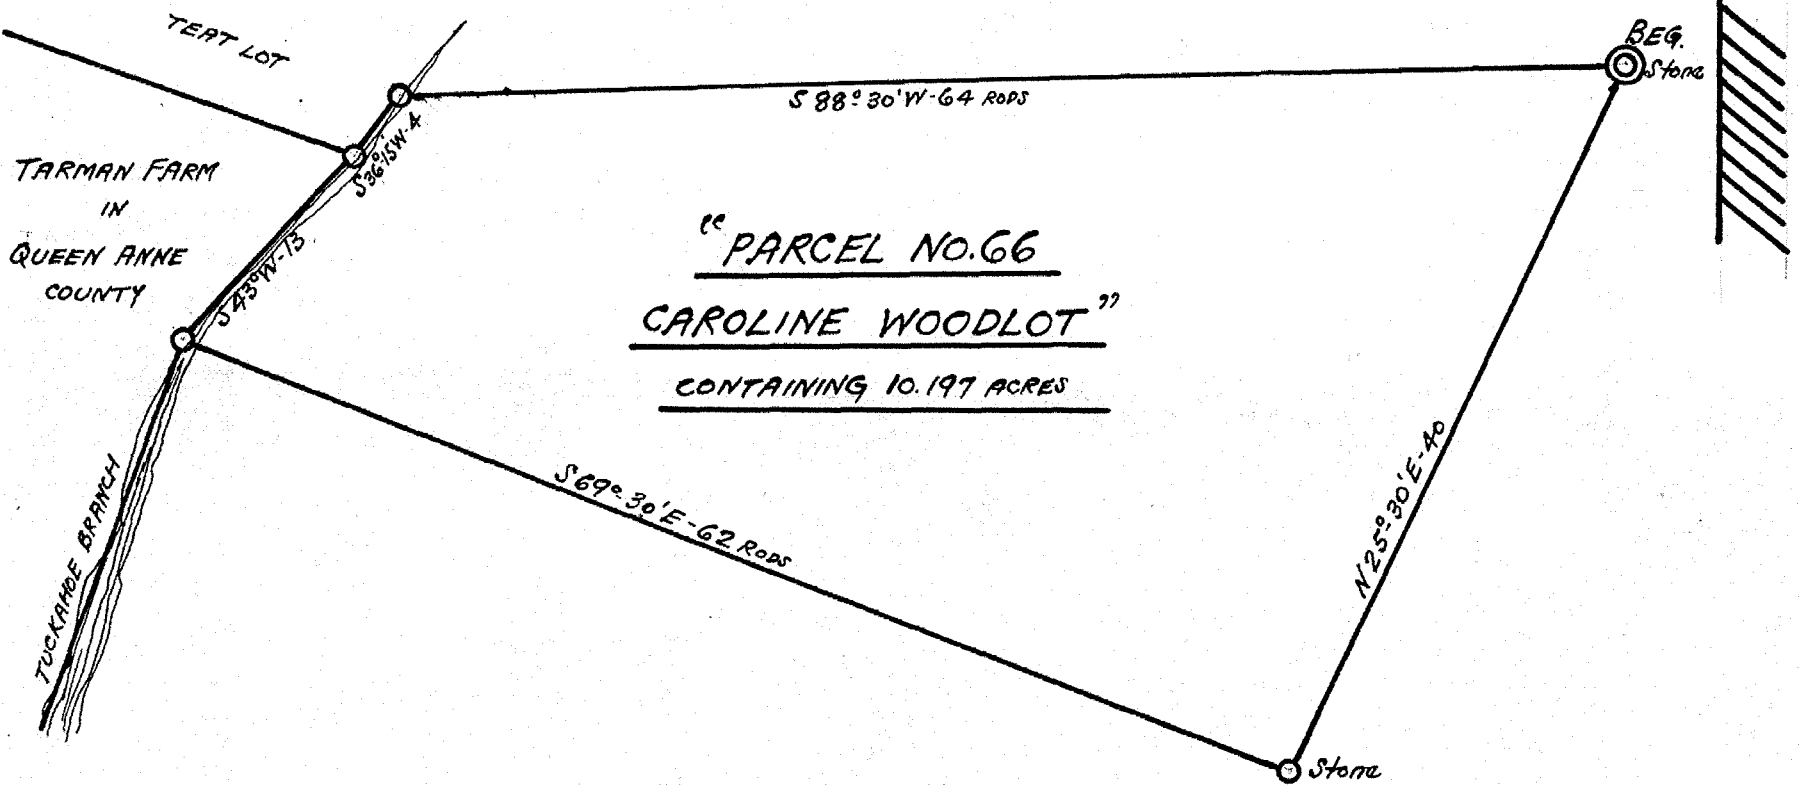 TEAT LOT
BEG.
Stone
S 88° 30' W - 64 RODS
S 36° 15 W - 4
TARMAN FARM
IN
QUEEN ANNE
COUNTY
S 43° W - 13
"PARCEL NO. 66
CAROLINE WOODLOT"
CONTAINING 10.197 ACRES
S 69° 30' E - 62 RODS
N 25° 30' E - 40
TUCKAHOE BRANCH
Stone